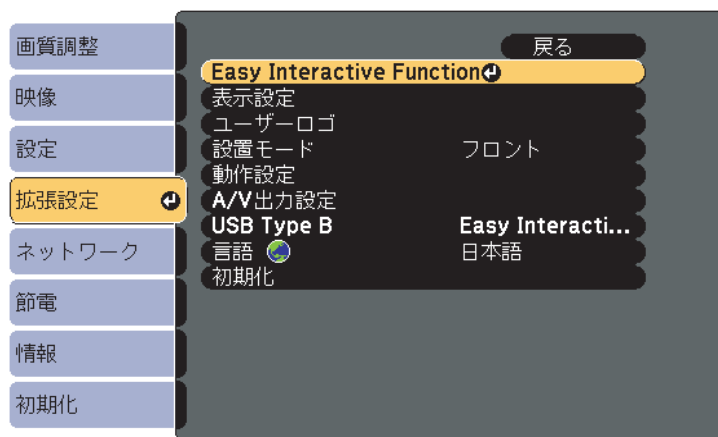 画質調整
映像
設定
拡張設定
ネットワーク
節電
情報
初期化
戻る
Easy Interactive Function
表示設定
ユーザーロゴ
設置モード フロント
動作設定
A/V出力設定
USB Type B Easy Interacti...
言語 日本語
初期化